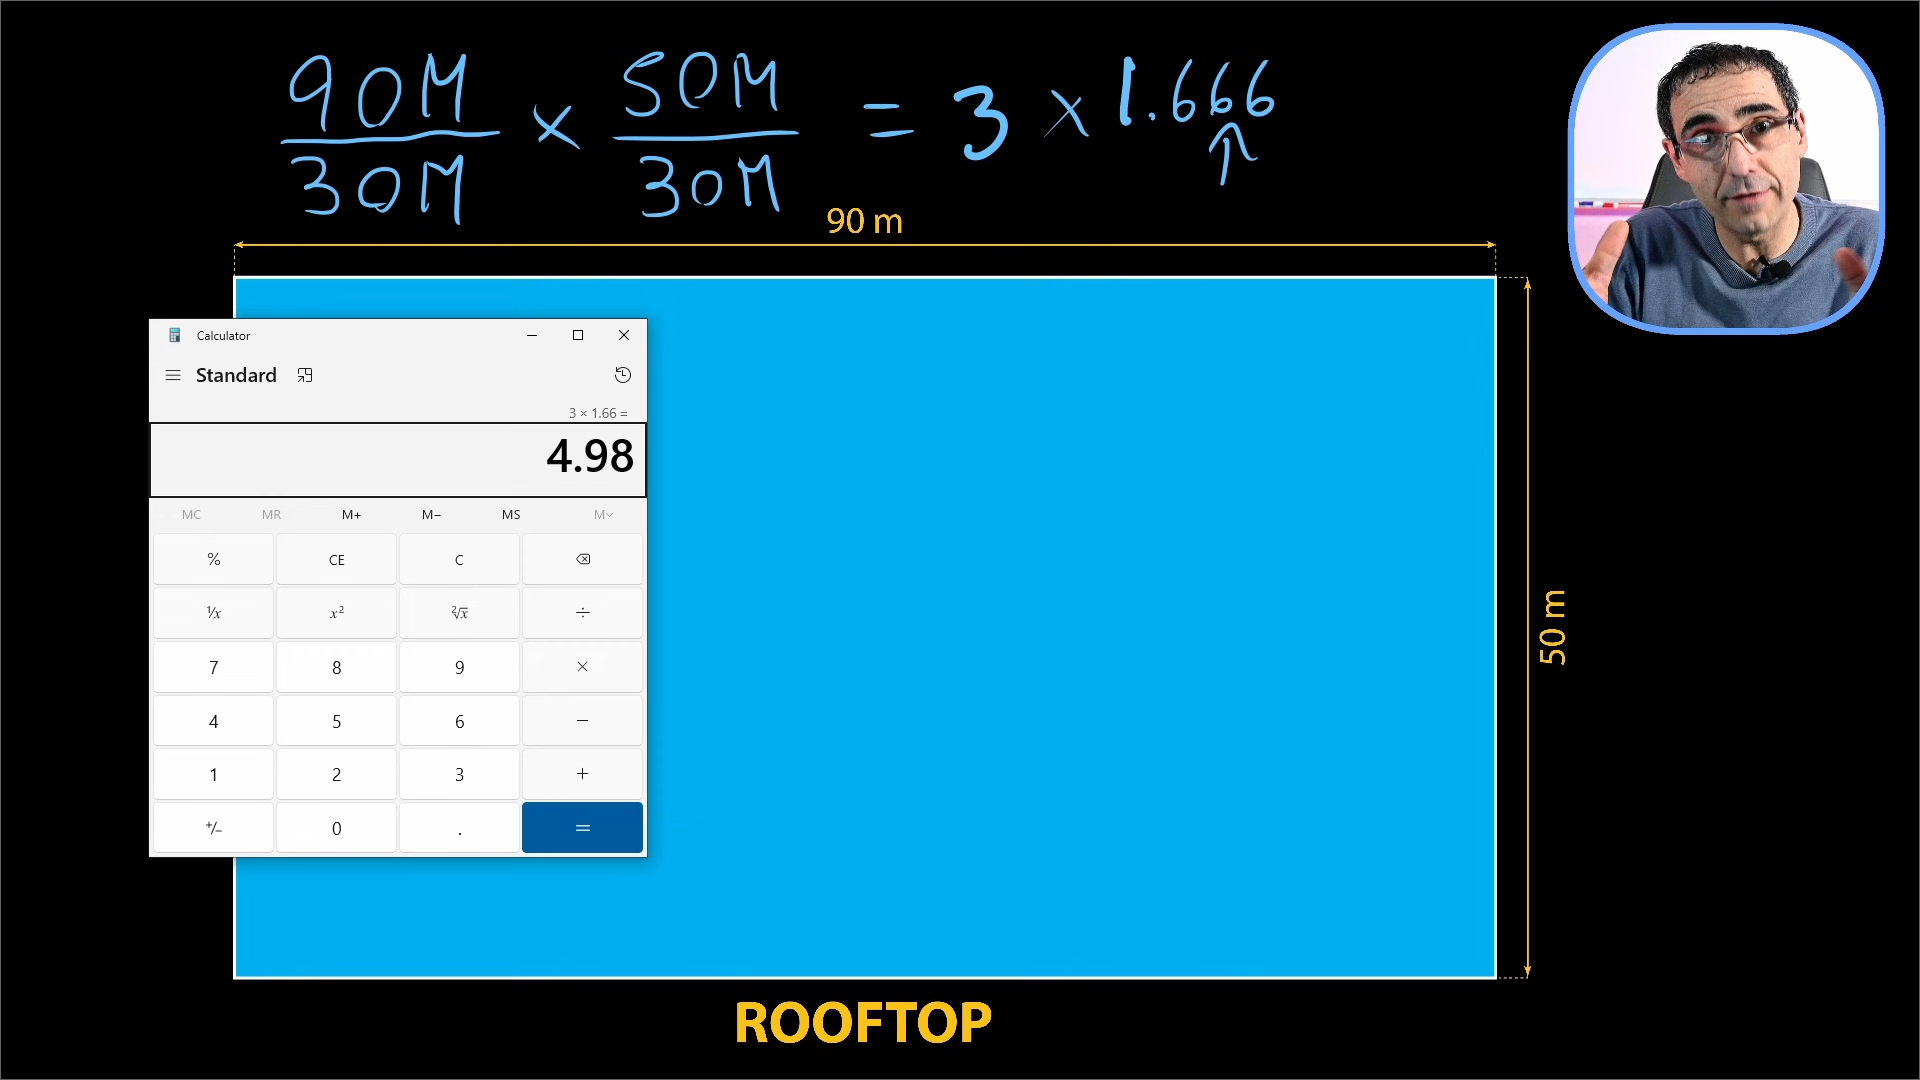 90M × 50M = 3 × 1.666
30M 30M ↑
90 m
Calculator
Standard
3 × 1.66 =
4.98
MC MR M+ M− MS M
% CE C
¹/x x² ²√x ÷
7 8 9 ×
4 5 6 −
1 2 3 +
+/− 0 . =
50 m
ROOFTOP